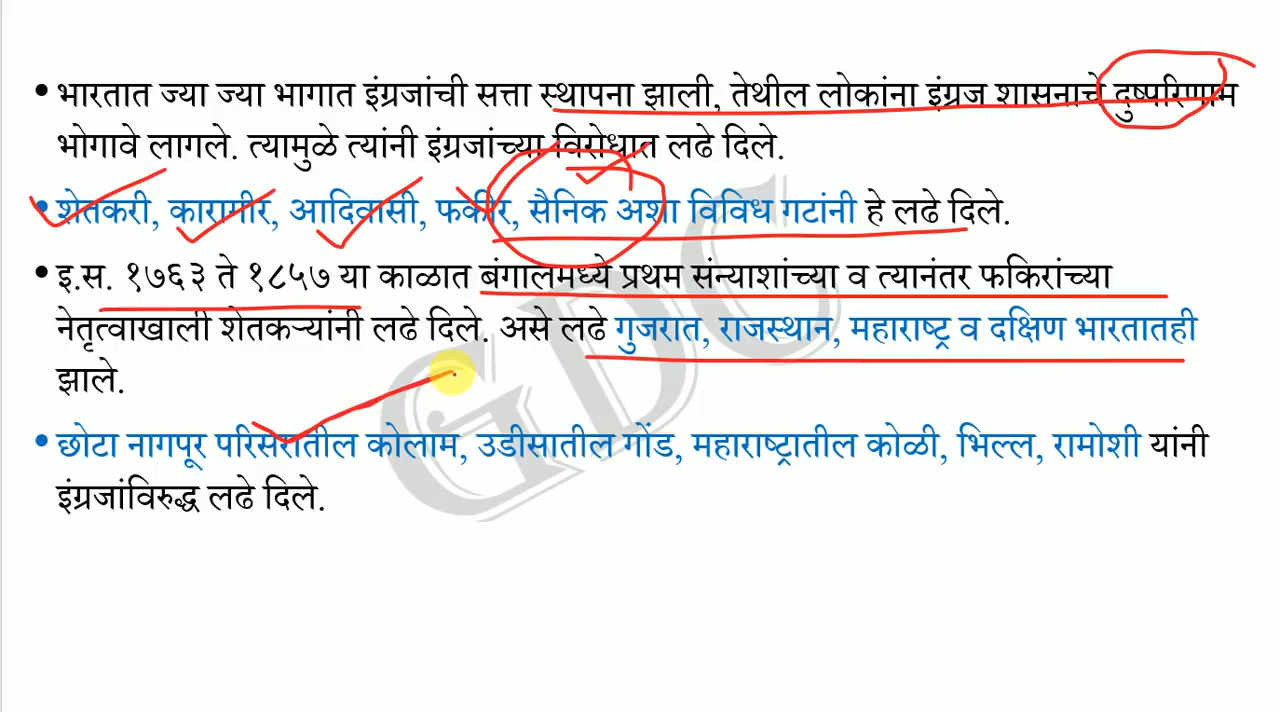 • भारतात ज्या ज्या भागात इंग्रजांची सत्ता स्थापना झाली, तेथील लोकांना इंग्रज शासनाचे दुष्परिणाम
भोगावे लागले. त्यामुळे त्यांनी इंग्रजांच्या विरोधात लढे दिले.
• शेतकरी, कारागीर, आदिवासी, फकीर, सैनिक अशा विविध गटांनी हे लढे दिले.
• इ.स. १७६३ ते १८५७ या काळात बंगालमध्ये प्रथम संन्याशांच्या व त्यानंतर फकिरांच्या
नेतृत्वाखाली शेतकऱ्यांनी लढे दिले. असे लढे गुजरात, राजस्थान, महाराष्ट्र व दक्षिण भारतातही
झाले.
• छोटा नागपूर परिसरातील कोलाम, उडीसातील गोंड, महाराष्ट्रातील कोळी, भिल्ल, रामोशी यांनी
इंग्रजांविरुद्ध लढे दिले.
GDC